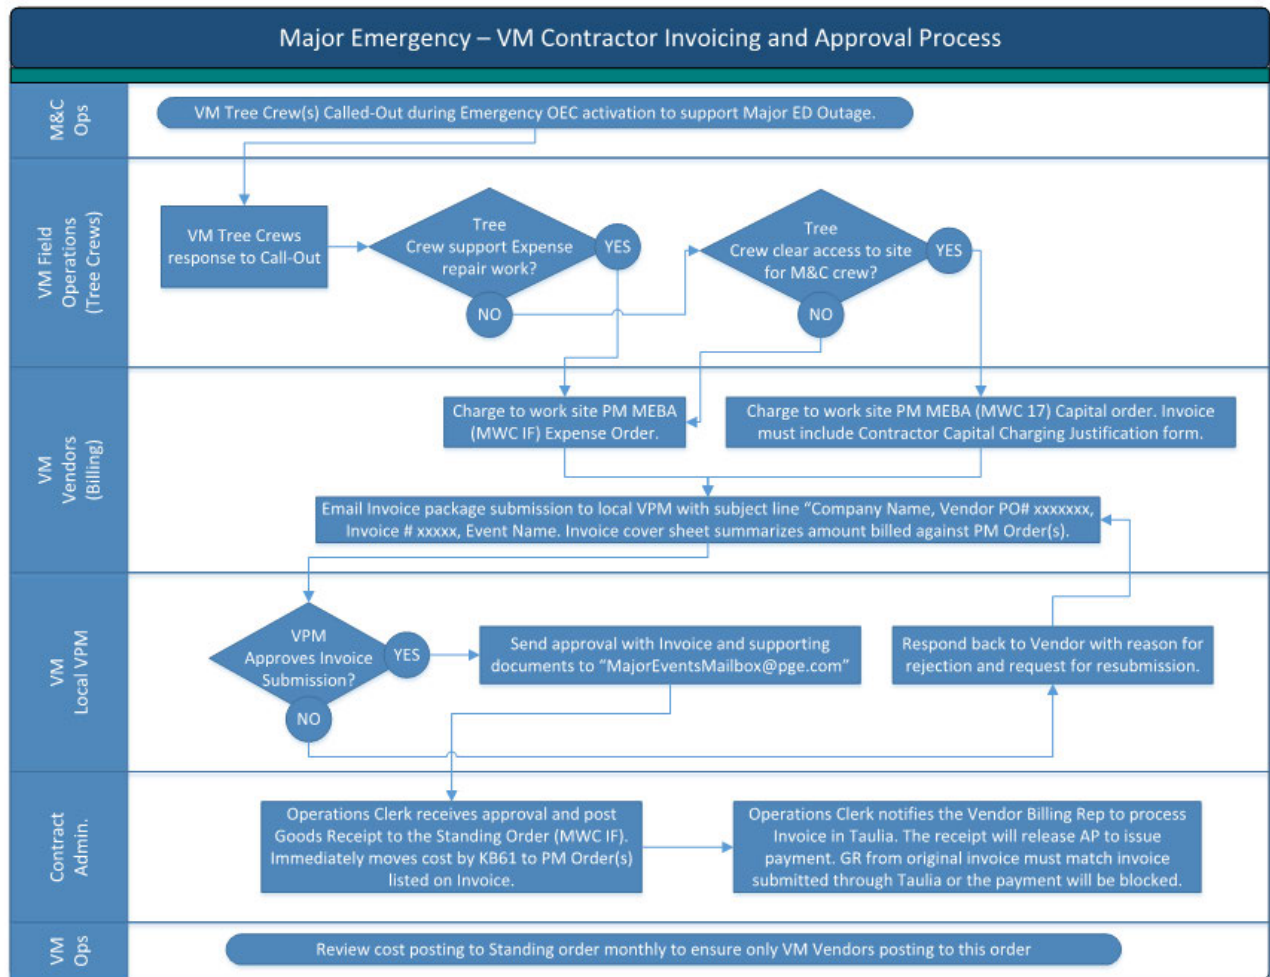 Major Emergency – VM Contractor Invoicing and Approval Process
M&C
Ops
VM Tree Crew(s) Called-Out during Emergency OEC activation to support Major ED Outage.
VM Field
Operations
(Tree Crews)
VM Tree Crews
response to Call-Out
Tree
Crew support Expense
repair work?
YES
NO
Tree
Crew clear access to site
for M&C crew?
YES
NO
VM
Vendors
(Billing)
Charge to work site PM MEBA
(MWC IF) Expense Order.
Charge to work site PM MEBA (MWC 17) Capital order. Invoice
must include Contractor Capital Charging Justification form.
Email Invoice package submission to local VPM with subject line “Company Name, Vendor PO# xxxxxxx,
Invoice # xxxxx, Event Name. Invoice cover sheet summarizes amount billed against PM Order(s).
VM
Local VPM
VPM
Approves Invoice
Submission?
YES
NO
Send approval with Invoice and supporting
documents to “MajorEventsMailbox@pge.com”
Respond back to Vendor with reason for
rejection and request for resubmission.
Contract
Admin.
Operations Clerk receives approval and post
Goods Receipt to the Standing Order (MWC IF).
Immediately moves cost by KB61 to PM Order(s)
listed on Invoice.
Operations Clerk notifies the Vendor Billing Rep to process
Invoice in Taulia. The receipt will release AP to issue
payment. GR from original invoice must match invoice
submitted through Taulia or the payment will be blocked.
VM
Ops
Review cost posting to Standing order monthly to ensure only VM Vendors posting to this order